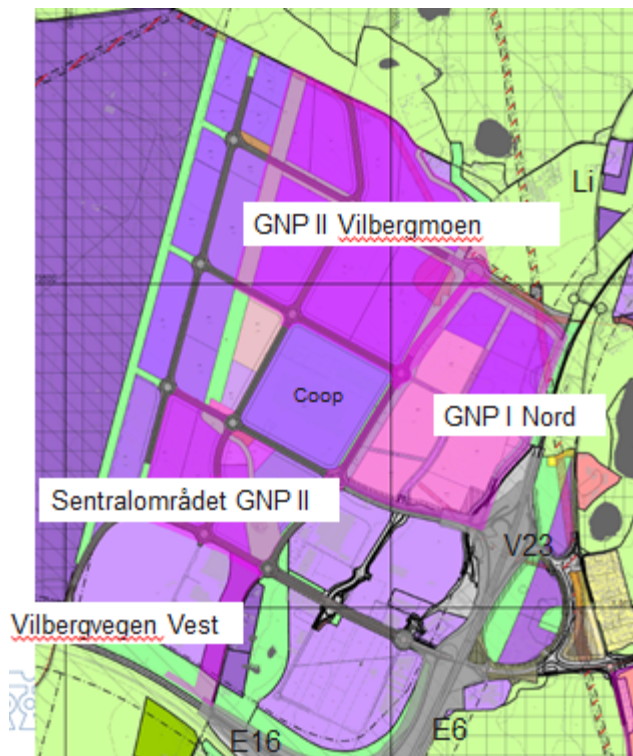 Li
GNP II Vilbergmoen
Coop
GNP I Nord
Sentralområdet GNP II
V23
Vilbergvegen Vest
E6
E16